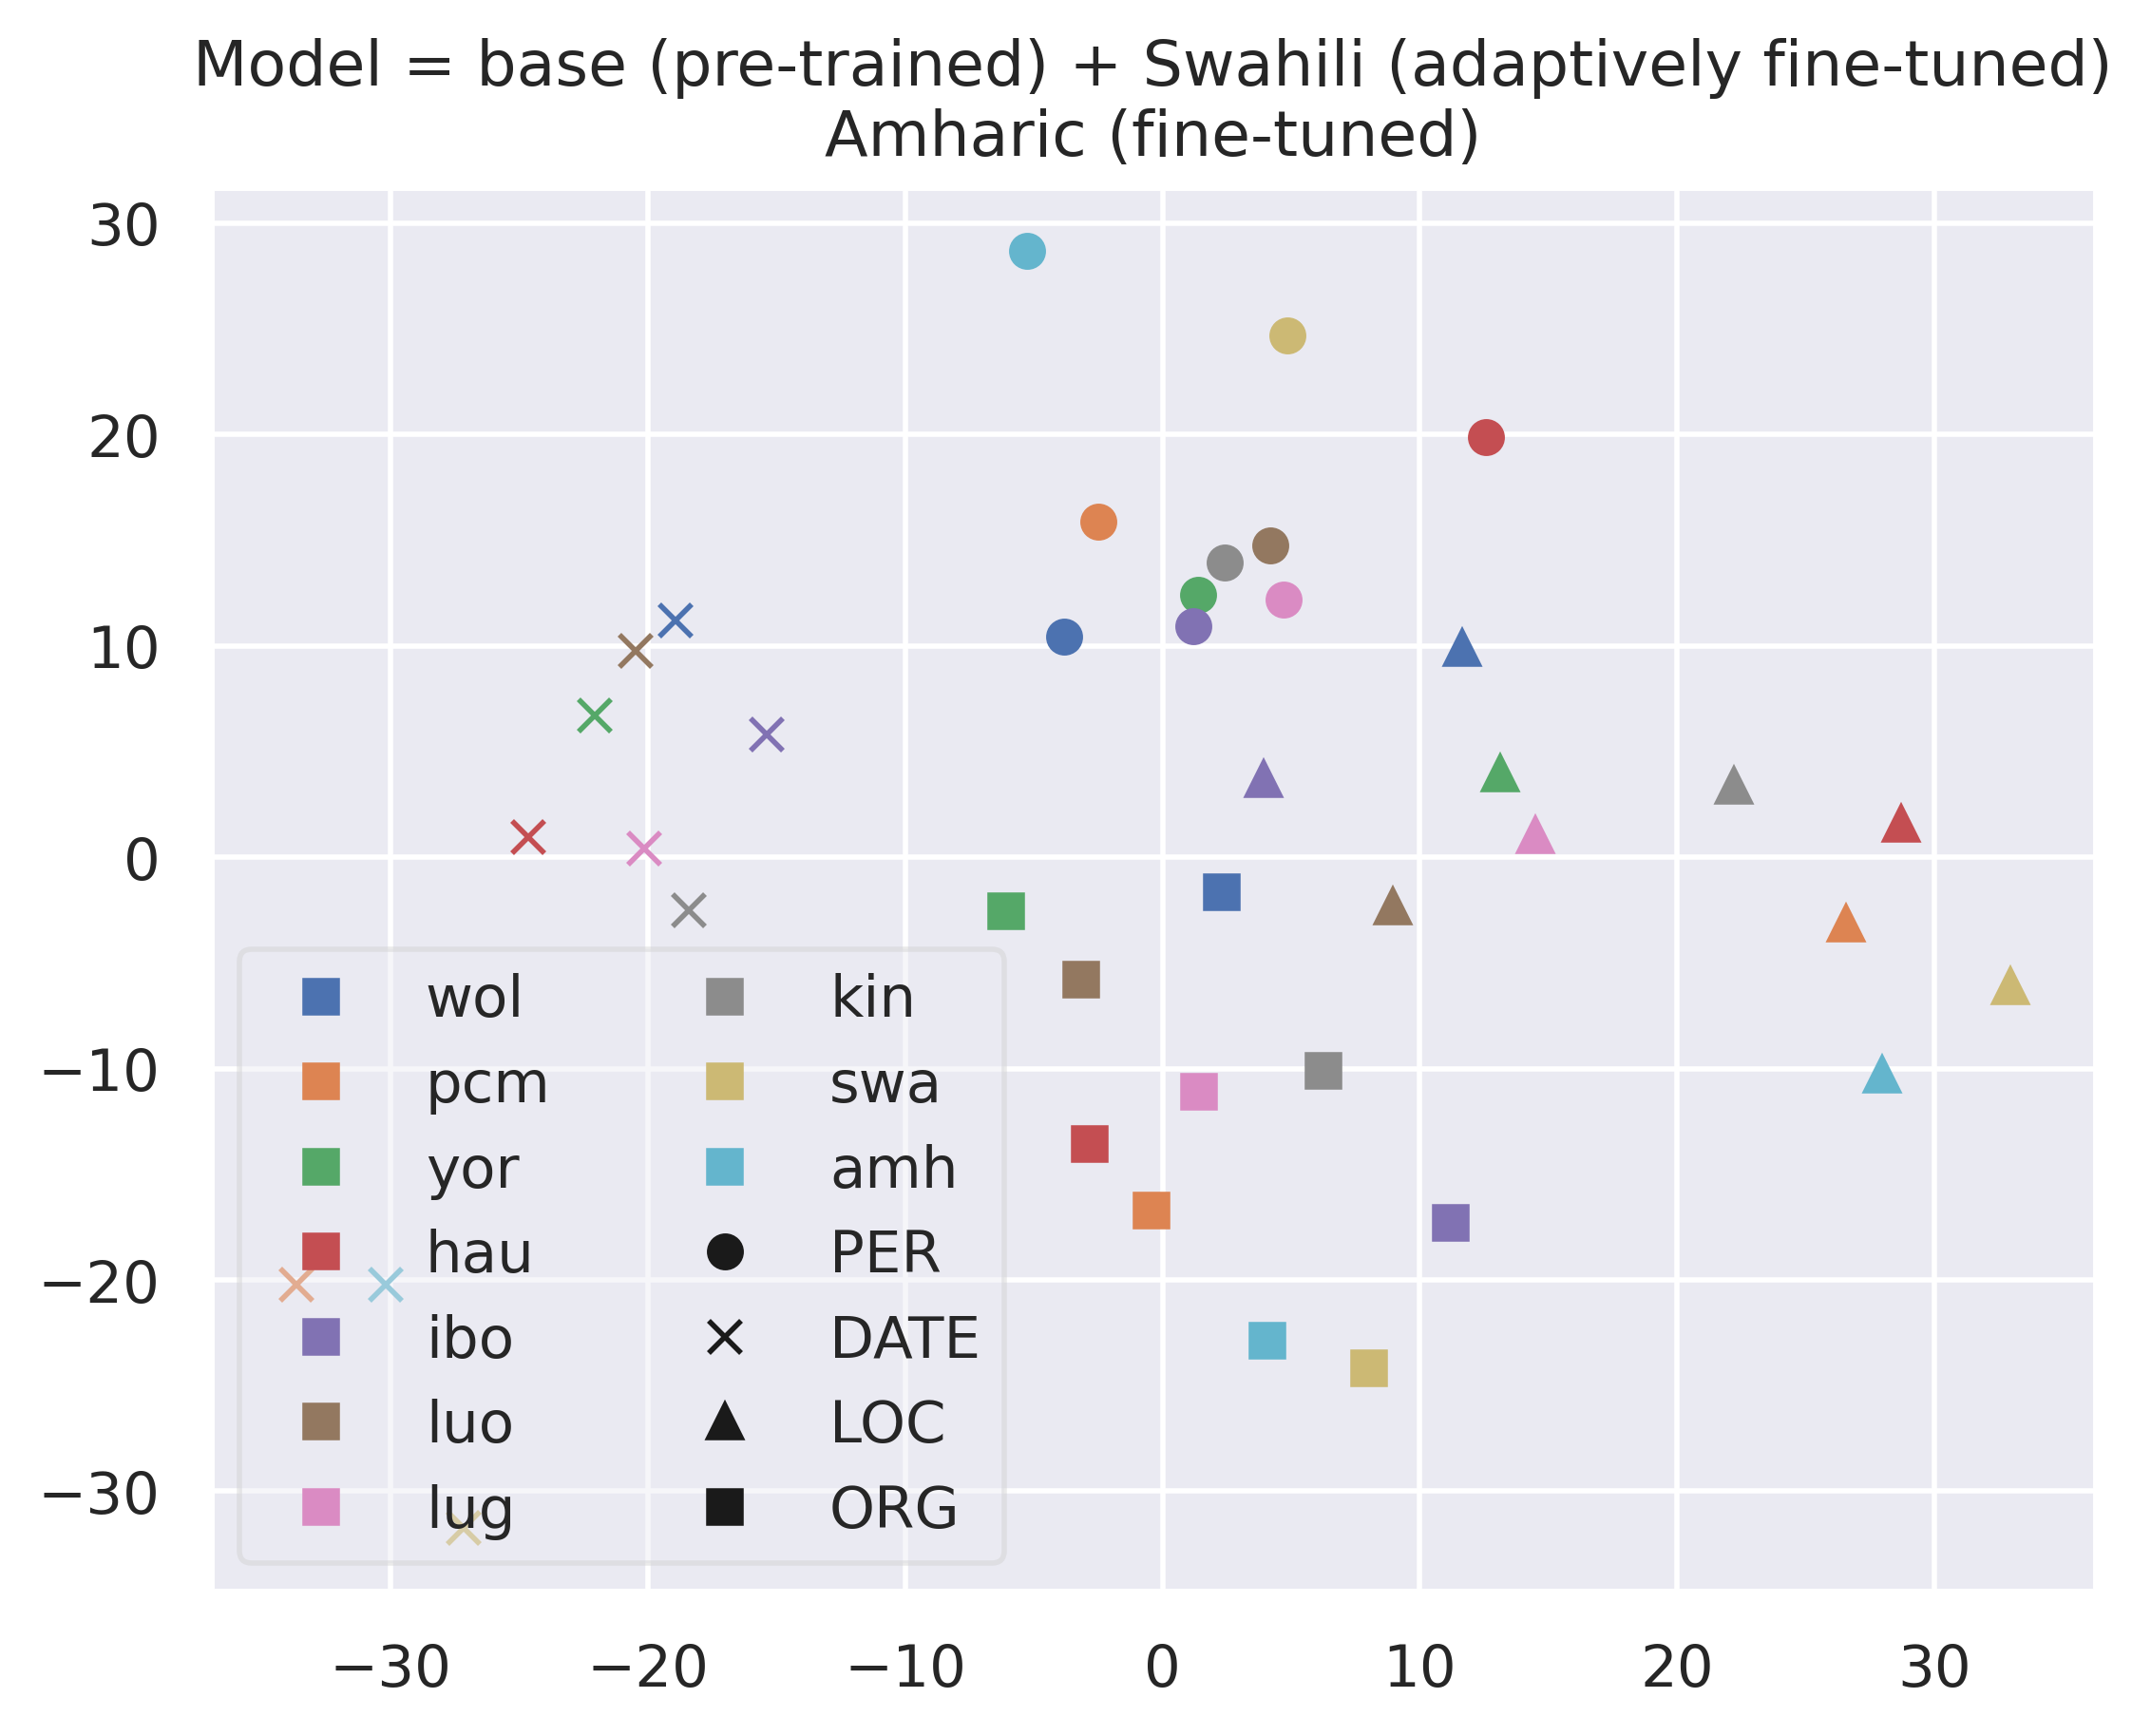 Model = base (pre-trained) + Swahili (adaptively fine-tuned)
Amharic (fine-tuned)
30
20
10
0
−10
−20
−30
wol
pcm
yor
hau
ibo
luo
lug
kin
swa
amh
PER
DATE
LOC
ORG
−30
−20
−10
0
10
20
30